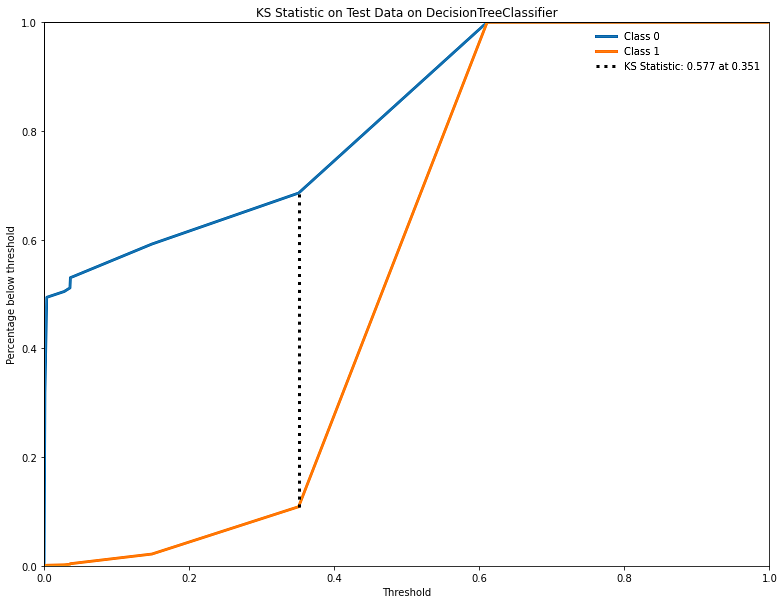 KS Statistic on Test Data on DecisionTreeClassifier
Class 0
Class 1
KS Statistic: 0.577 at 0.351
Percentage below threshold
1.0
0.8
0.6
0.4
0.2
0.0
0.0 0.2 0.4 0.6 0.8 1.0
Threshold